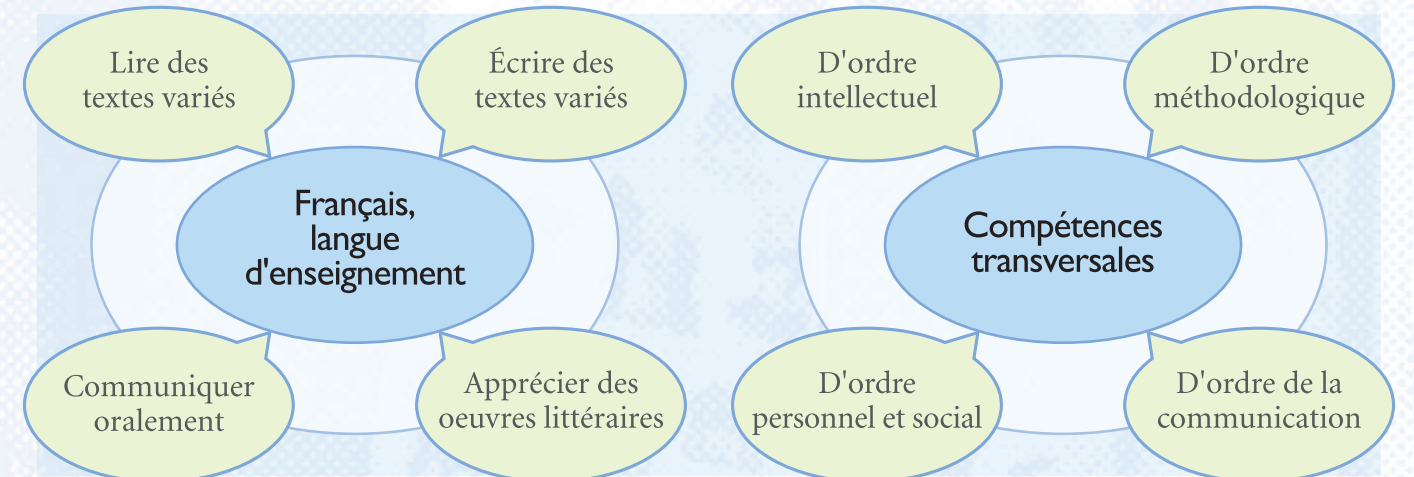 Lire des
textes variés
Écrire des
textes variés
Français,
langue
d'enseignement
Communiquer
oralement
Apprécier des
oeuvres littéraires
D'ordre
intellectuel
D'ordre
méthodologique
Compétences
transversales
D'ordre
personnel et social
D'ordre de la
communication